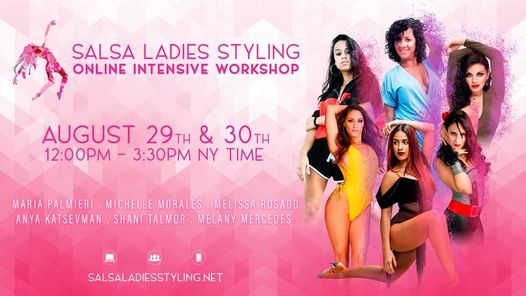 SALSA LADIES STYLING
ONLINE INTENSIVE WORKSHOP
AUGUST 29TH & 30TH
12:00PM – 3:30PM NY TIME
MARIA PALMIERI . MICHELLE MORALES . MELISSA ROSADO
ANYA KATSEVMAN . SHANI TALMOR . MELANY MERCEDES
SALSALADIESSTYLING.NET